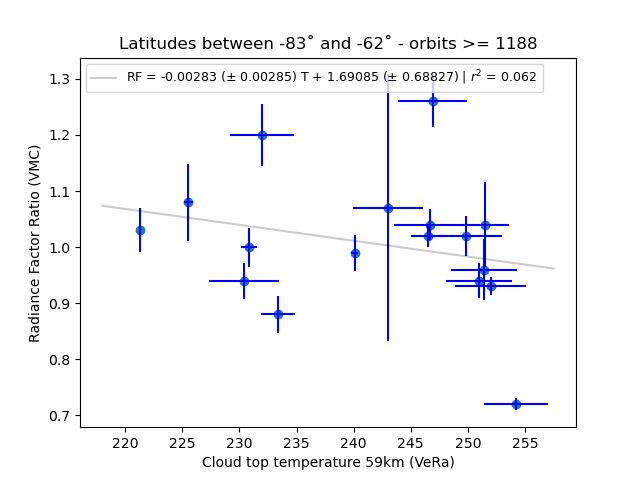 Latitudes between -83˚ and -62˚ - orbits >= 1188
RF = -0.00283 (± 0.00285) T + 1.69085 (± 0.68827) | r² = 0.062
Radiance Factor Ratio (VMC)
1.3
1.2
1.1
1.0
0.9
0.8
0.7
220 225 230 235 240 245 250 255
Cloud top temperature 59km (VeRa)